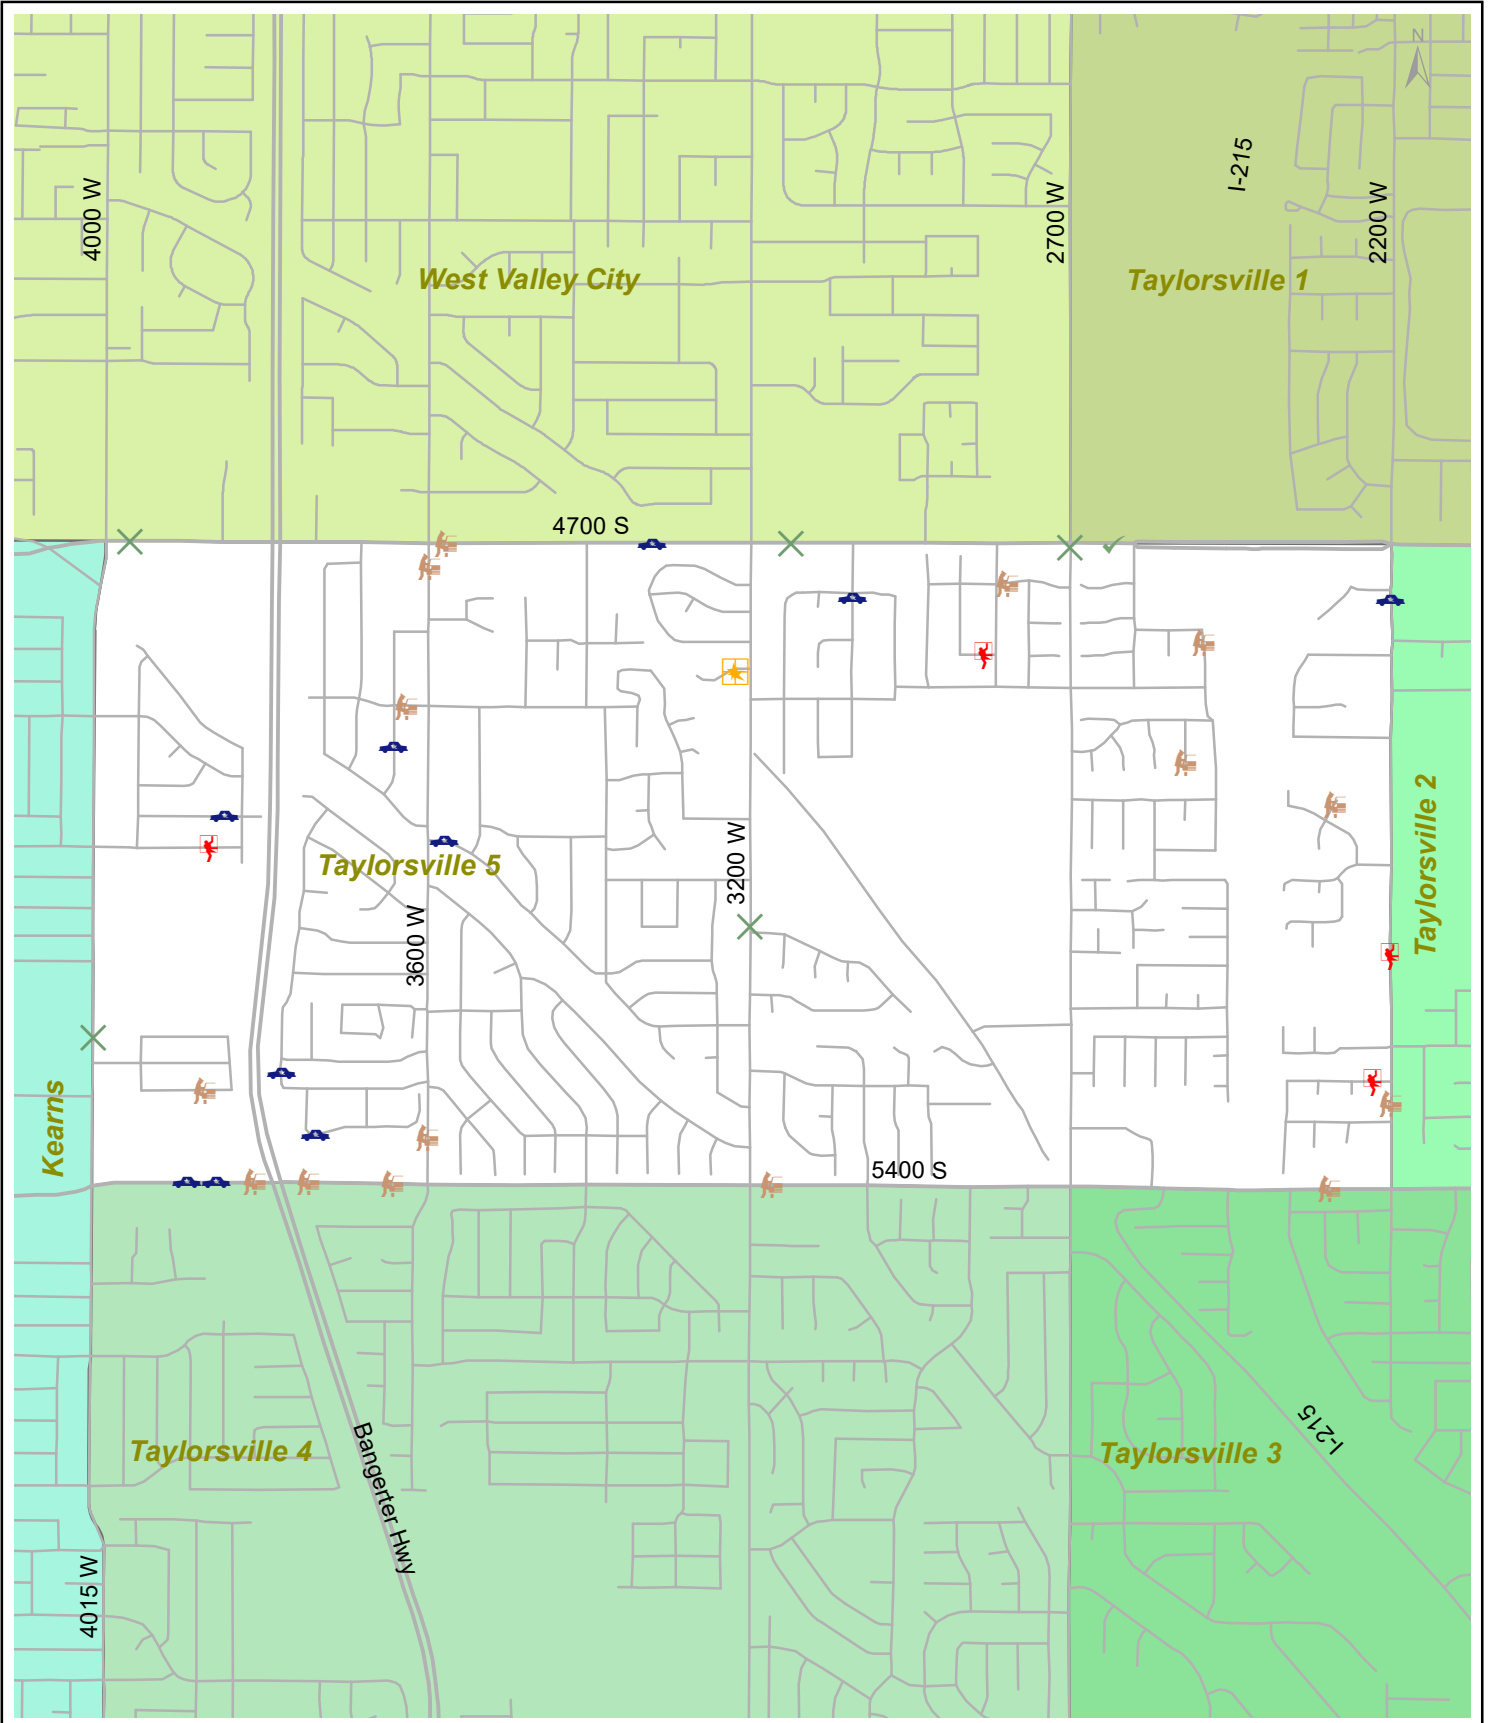 N
I-215
4000 W
2700 W
2200 W
West Valley City
Taylorsville 1
4700 S
Taylorsville 2
3200 W
Taylorsville 5
3600 W
Kearns
5400 S
I-215
Taylorsville 4
Taylorsville 3
Bangerter Hwy
4015 W